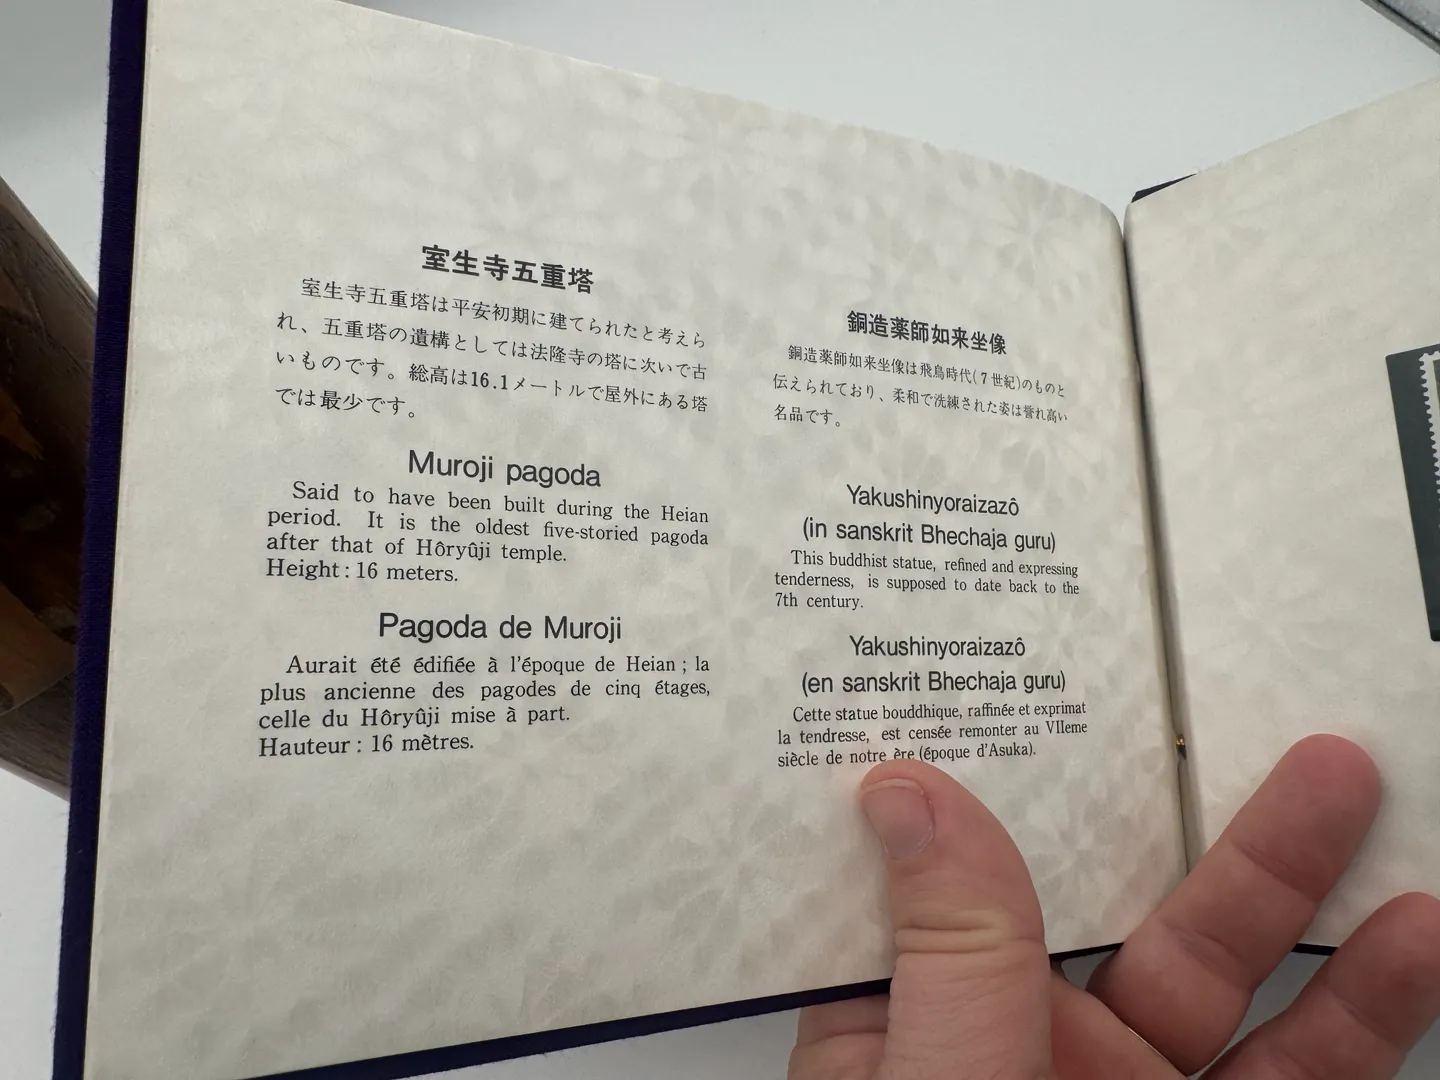 室生寺五重塔
室生寺五重塔は平安初期に建てられたと考えら
れ、五重塔の遺構としては法隆寺の塔に次いで古
いものです。総高は16.1メートルで屋外にある塔
では最少です。
Muroji pagoda
Said to have been built during the Heian
period. It is the oldest five-storied pagoda
after that of Hôryûji temple.
Height : 16 meters.
Pagoda de Muroji
Aurait été édifiée à l'époque de Heian ; la
plus ancienne des pagodes de cinq étages,
celle du Hôryûji mise à part.
Hauteur : 16 mètres.
銅造薬師如来坐像
銅造薬師如来坐像は飛鳥時代(7世紀)のものと
伝えられており、柔和で洗練された姿は誉れ高い
名品です。
Yakushinyoraizazô
(in sanskrit Bhechaja guru)
This buddhist statue, refined and expressing
tenderness, is supposed to date back to the
7th century.
Yakushinyoraizazô
(en sanskrit Bhechaja guru)
Cette statue bouddhique, raffinée et exprimat
la tendresse, est censée remonter au VIIeme
siècle de notre ère (époque d'Asuka).